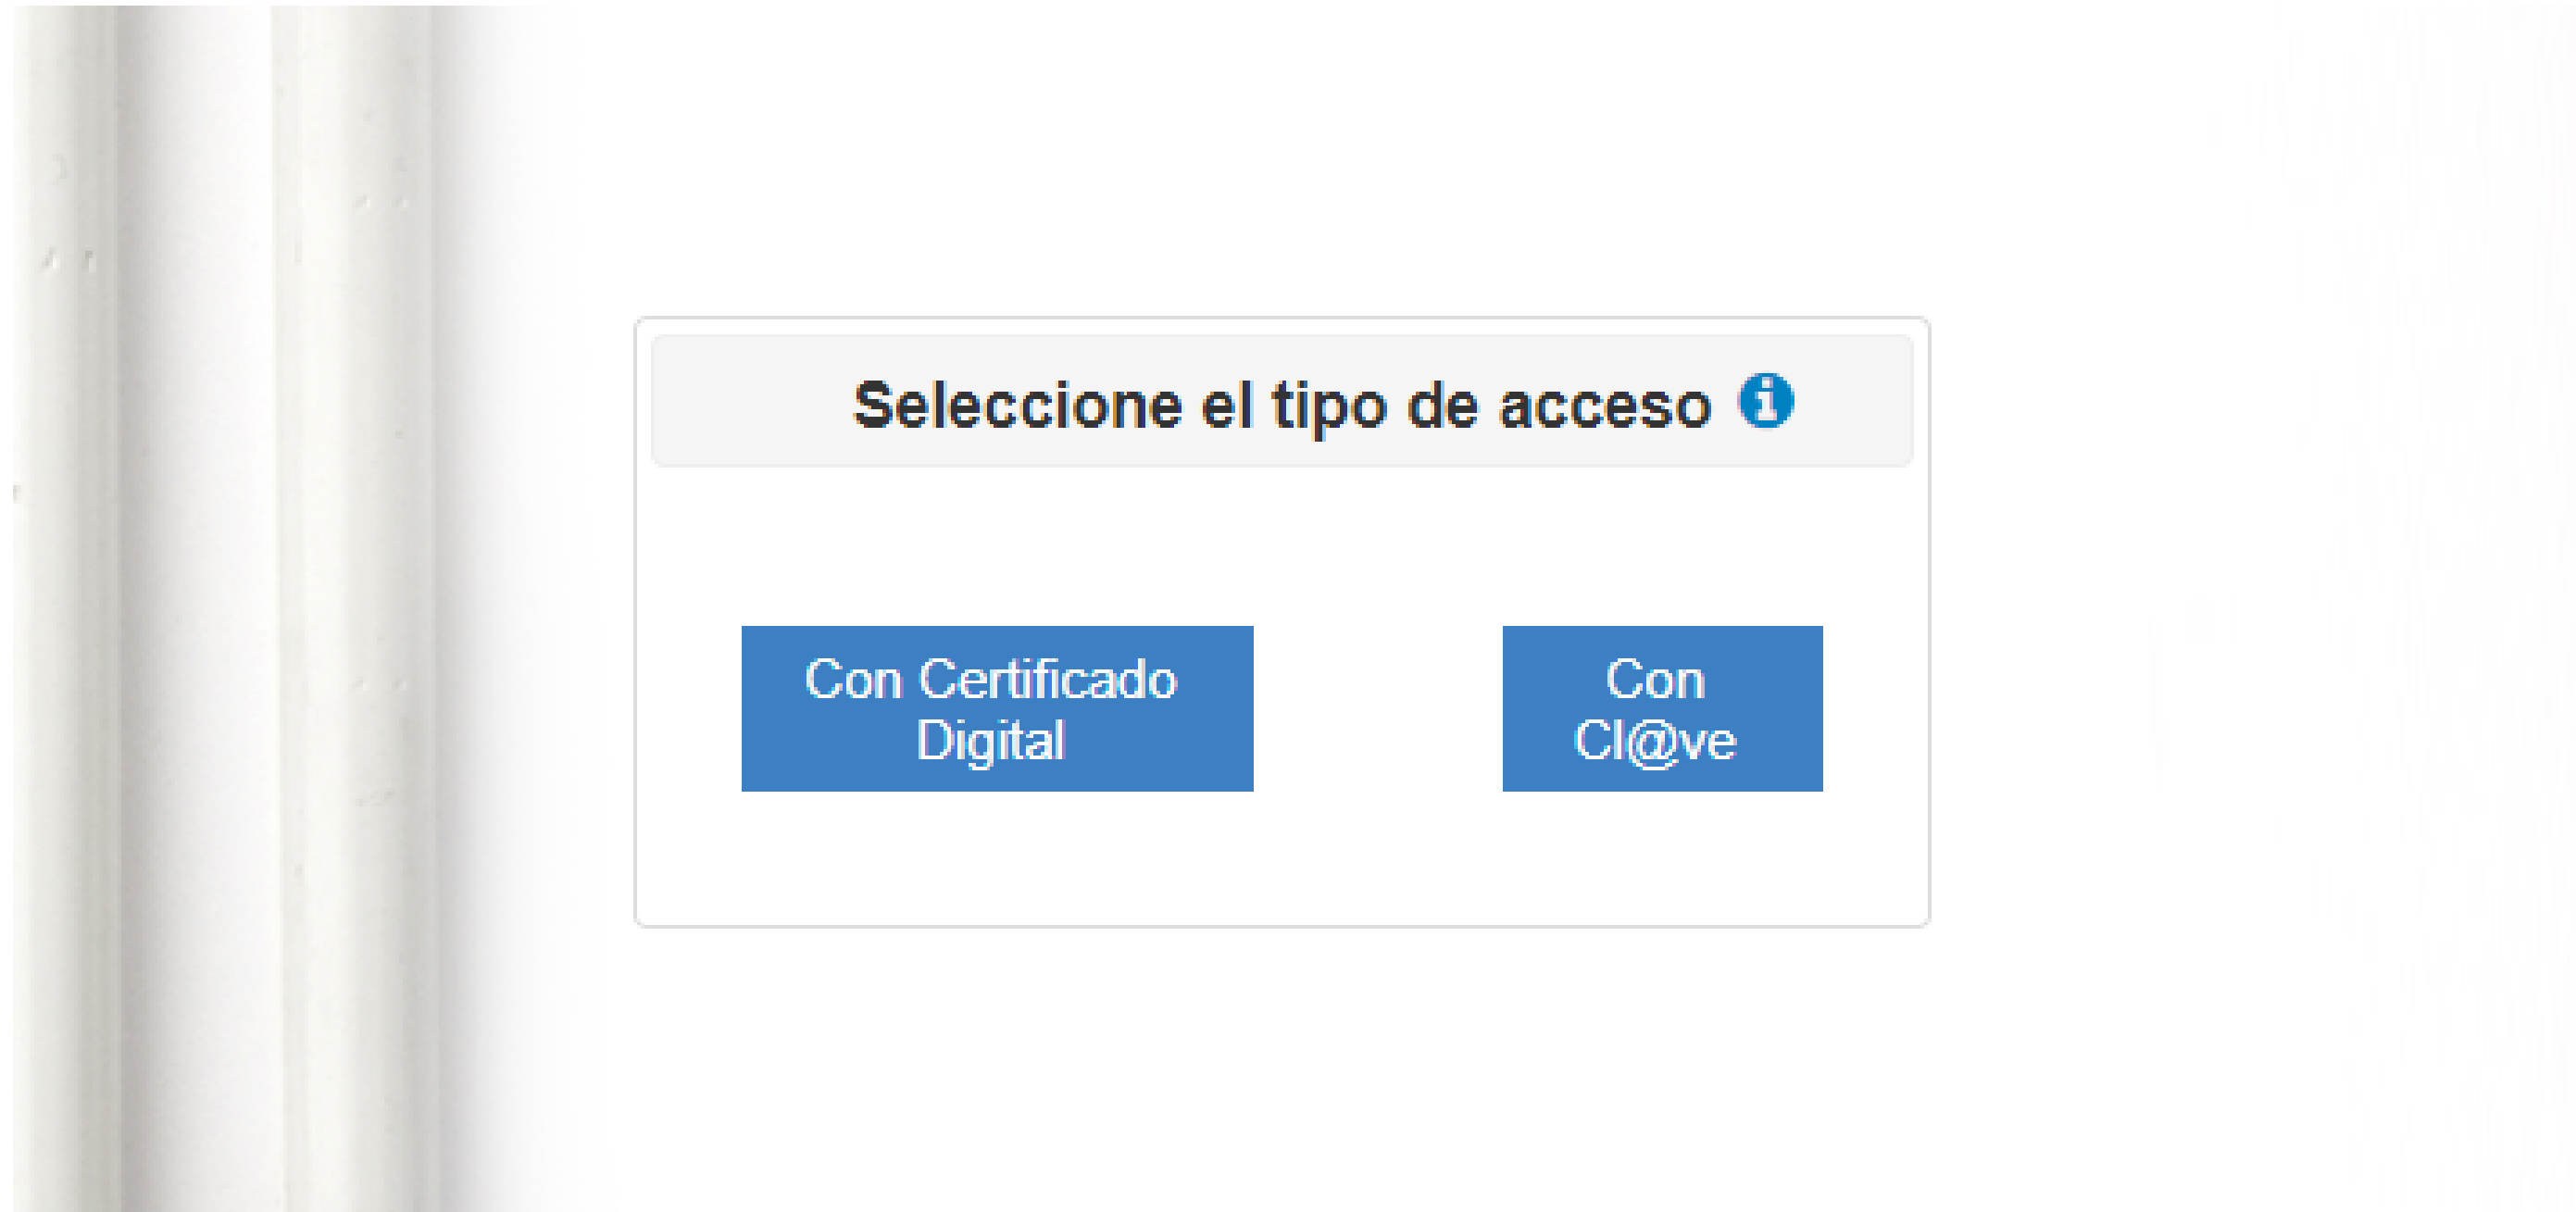 Seleccione el tipo de acceso
Con Certificado
Digital
Con
Cl@ve